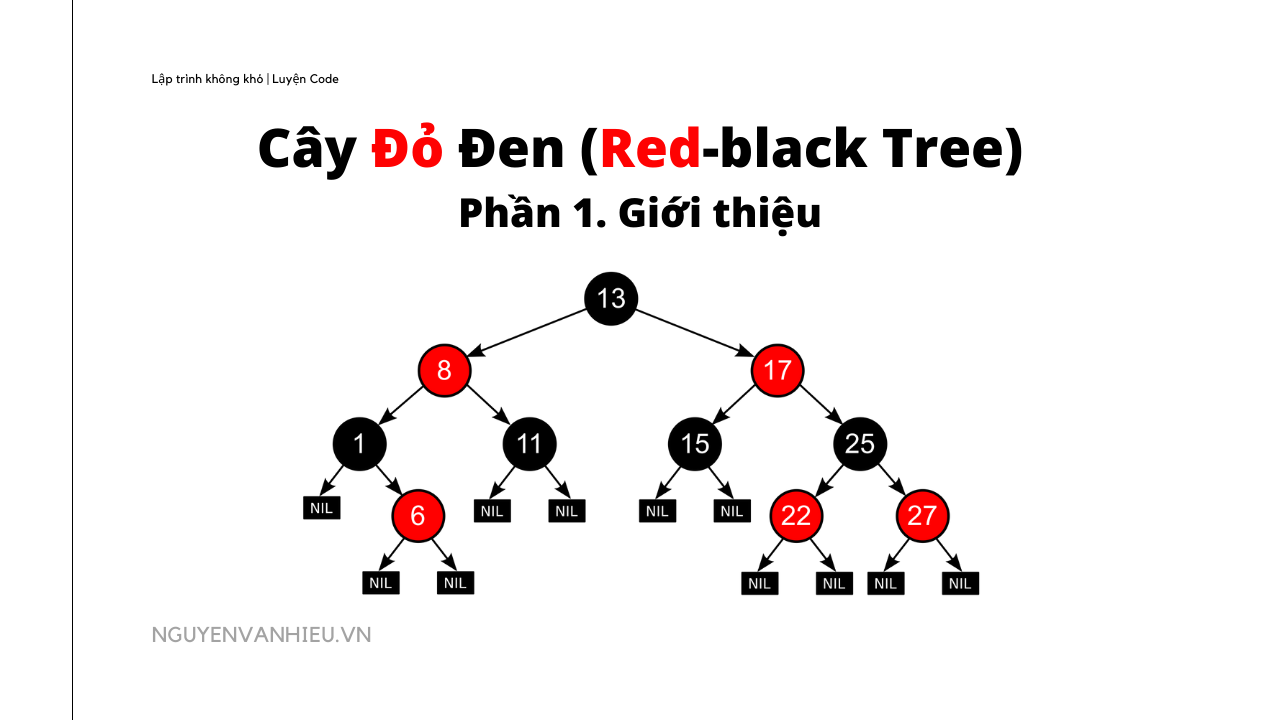 Lập trình không khó | Luyện Code
Cây Đỏ Đen (Red-black Tree)
Phần 1. Giới thiệu
13
8 17
1 11 15 25
NIL 6 NIL NIL NIL NIL 22 27
NIL NIL NIL NIL NIL NIL
NGUYENVANHIEU.VN